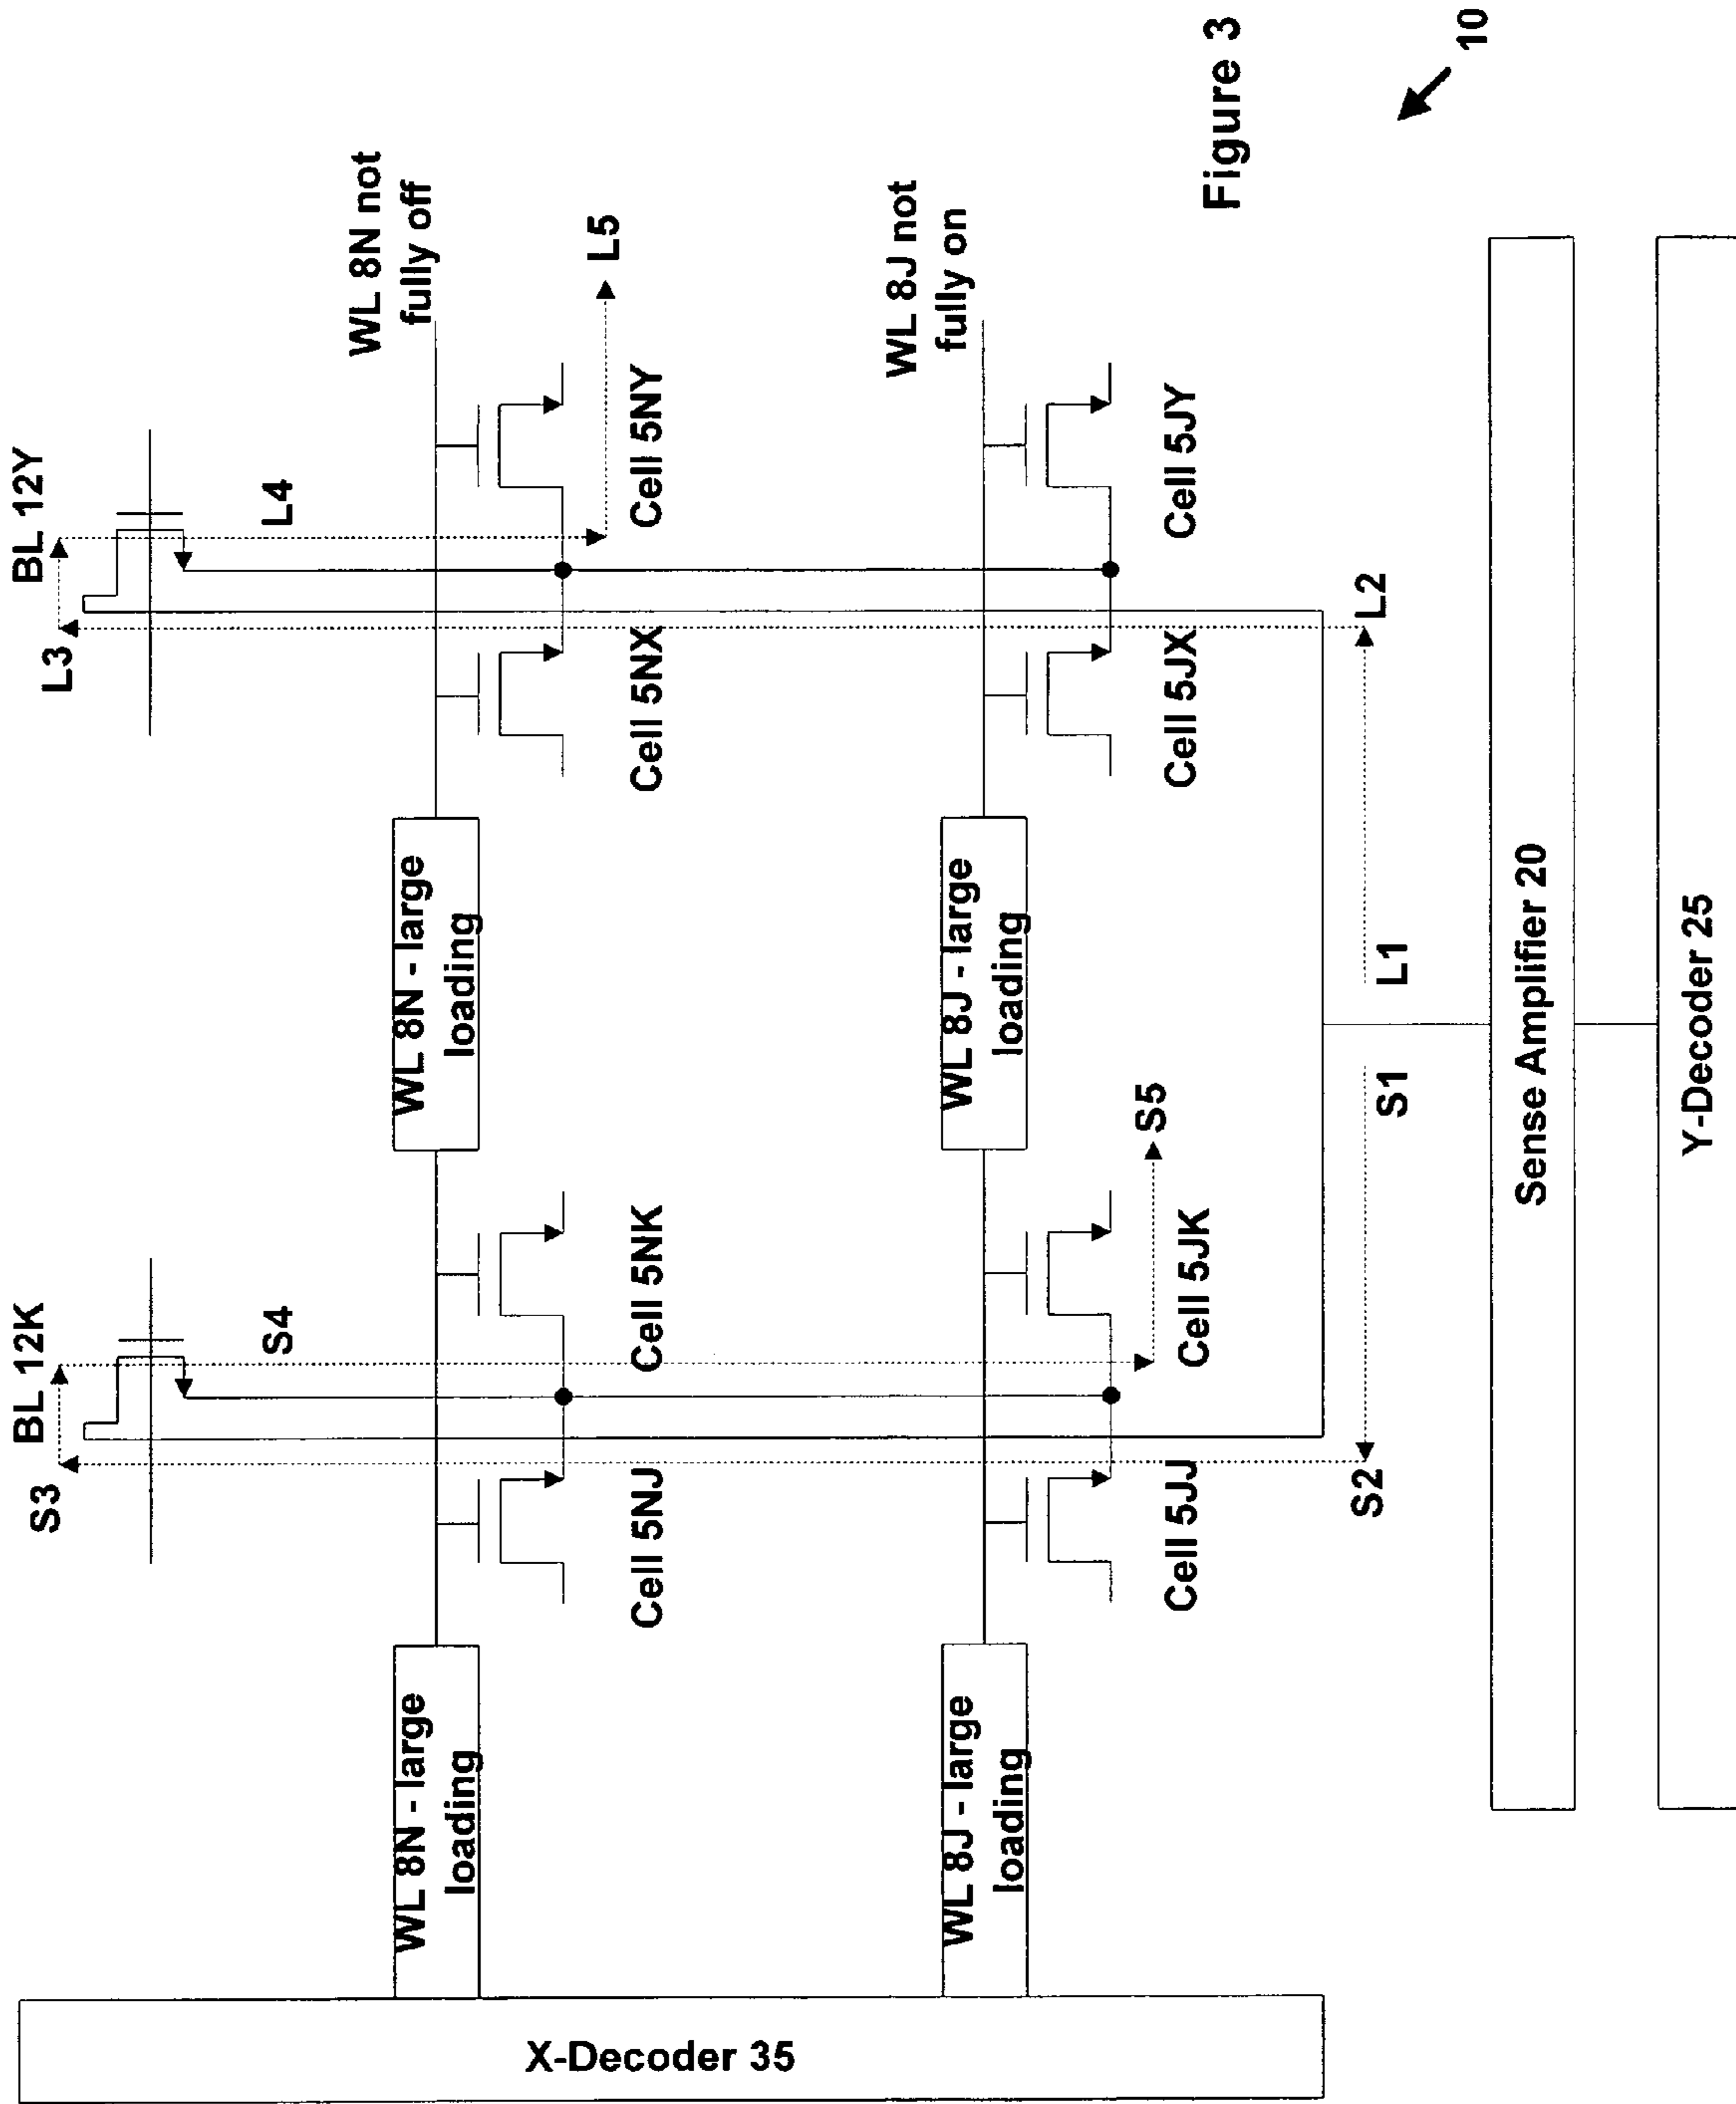 BL 12K
BL 12Y
S3
L3
S4
L4
WL 8N not
fully off
WL 8N - large
loading
WL 8N - large
loading
L5
Cell 5NJ
Cell 5NK
Cell 5NX
Cell 5NY
X-Decoder 35
WL 8J not
fully on
WL 8J - large
loading
WL 8J - large
loading
S5
Cell 5JJ
Cell 5JK
Cell 5JX
Cell 5JY
S2
S1
L1
L2
Figure 3
10
Sense Amplifier 20
Y-Decoder 25